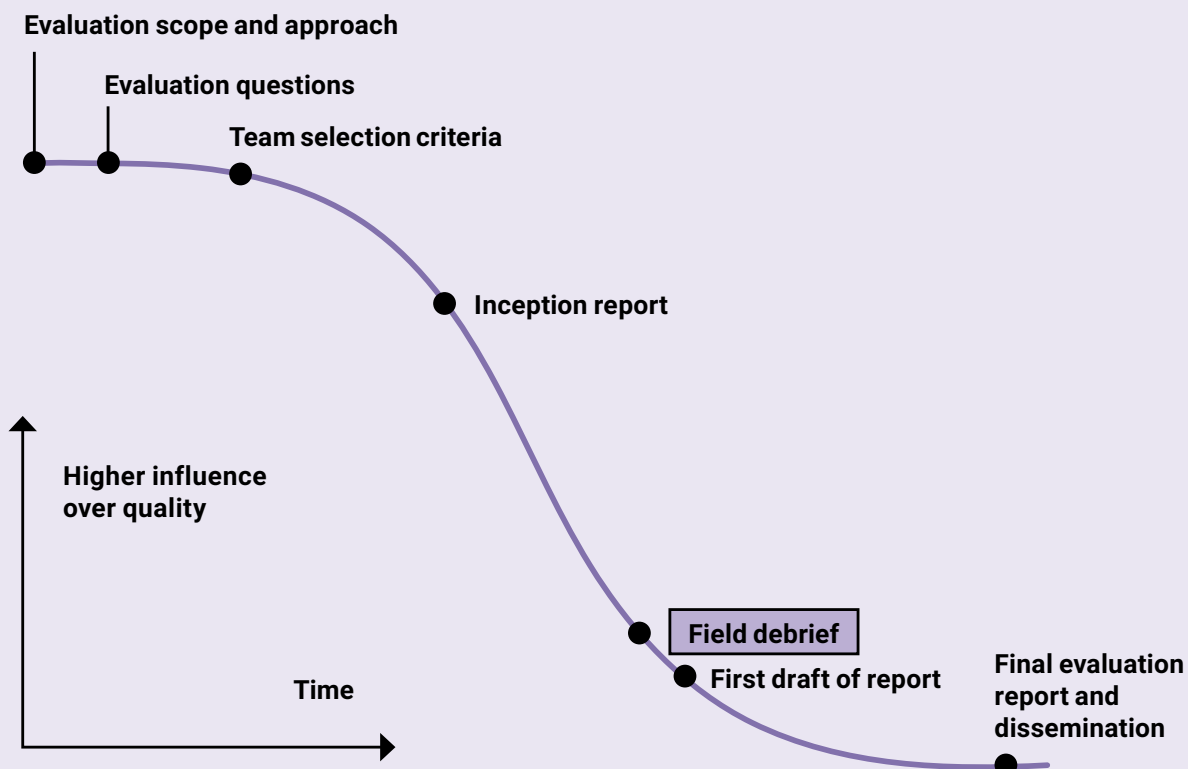 Evaluation scope and approach
Evaluation questions
Team selection criteria
Inception report
Higher influence
over quality
Field debrief
First draft of report
Final evaluation
report and
dissemination
Time